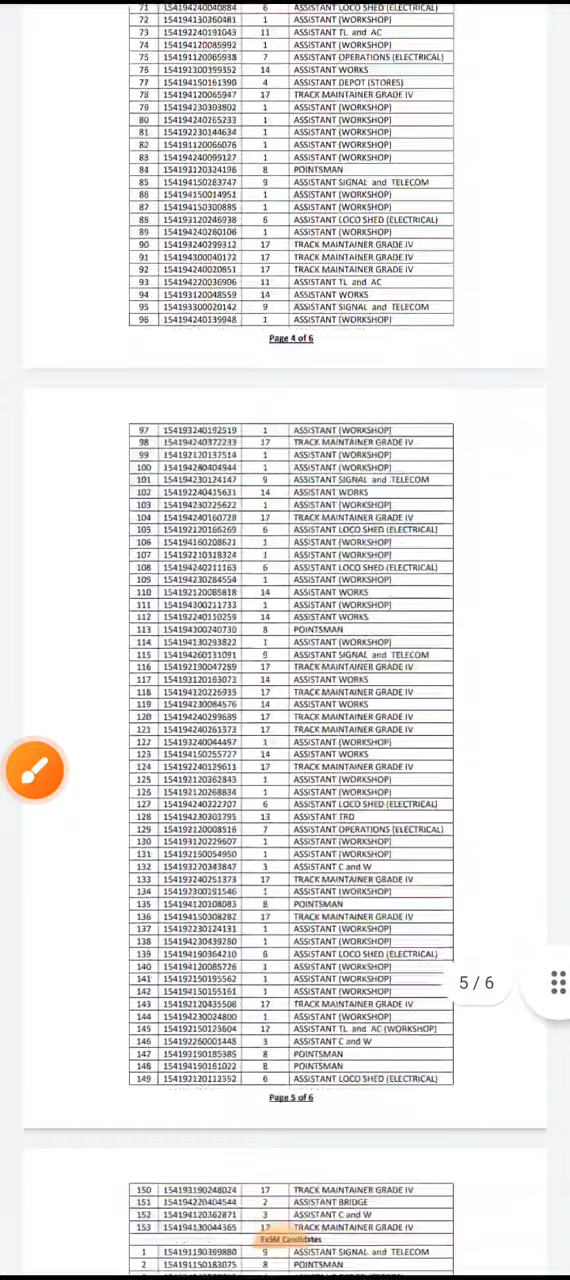 71 154194240040884 6 ASSISTANT LOCO SHED (ELECTRICAL)
72 154194130360481 1 ASSISTANT (WORKSHOP)
73 154192240191043 11 ASSISTANT TL and AC
74 154194120085992 1 ASSISTANT (WORKSHOP)
75 154191120065938 7 ASSISTANT OPERATIONS (ELECTRICAL)
76 154192300399352 14 ASSISTANT WORKS
77 154194150161390 4 ASSISTANT DEPOT (STORES)
78 154194120065947 17 TRACK MAINTAINER GRADE IV
79 154194230303802 1 ASSISTANT (WORKSHOP)
80 154194240265233 1 ASSISTANT (WORKSHOP)
81 154192230144634 1 ASSISTANT (WORKSHOP)
82 154191120066076 1 ASSISTANT (WORKSHOP)
83 154194240099127 1 ASSISTANT (WORKSHOP)
84 154192120324196 8 POINTSMAN
85 154194150283747 9 ASSISTANT SIGNAL and TELECOM
86 154194150014951 1 ASSISTANT (WORKSHOP)
87 154194150300885 1 ASSISTANT (WORKSHOP)
88 154193120246938 6 ASSISTANT LOCO SHED (ELECTRICAL)
89 154194240280106 1 ASSISTANT (WORKSHOP)
90 154193240299312 17 TRACK MAINTAINER GRADE IV
91 154194300040172 17 TRACK MAINTAINER GRADE IV
92 154194240020851 17 TRACK MAINTAINER GRADE IV
93 154194220036906 11 ASSISTANT TL and AC
94 154193120048559 14 ASSISTANT WORKS
95 154193300020142 9 ASSISTANT SIGNAL and TELECOM
96 154194240139948 1 ASSISTANT (WORKSHOP)
Page 4 of 6
97 154193240192519 1 ASSISTANT (WORKSHOP)
98 154194240372233 17 TRACK MAINTAINER GRADE IV
99 154192120137514 1 ASSISTANT (WORKSHOP)
100 154194280404944 1 ASSISTANT (WORKSHOP)
101 154194230124147 9 ASSISTANT SIGNAL and TELECOM
102 154192240415631 14 ASSISTANT WORKS
103 154194230225622 1 ASSISTANT (WORKSHOP)
104 154194240160728 17 TRACK MAINTAINER GRADE IV
105 154192120166269 6 ASSISTANT LOCO SHED (ELECTRICAL)
106 154194160208621 1 ASSISTANT (WORKSHOP)
107 154192210318324 1 ASSISTANT (WORKSHOP)
108 154194240211163 6 ASSISTANT LOCO SHED (ELECTRICAL)
109 154194230284554 1 ASSISTANT (WORKSHOP)
110 154192120085818 14 ASSISTANT WORKS
111 154194300211733 1 ASSISTANT (WORKSHOP)
112 154192240110259 14 ASSISTANT WORKS
113 154194300240730 8 POINTSMAN
114 154194130293822 1 ASSISTANT (WORKSHOP)
115 154194260131091 9 ASSISTANT SIGNAL and TELECOM
116 154192190047289 17 TRACK MAINTAINER GRADE IV
117 154193120163073 14 ASSISTANT WORKS
118 154194120226935 17 TRACK MAINTAINER GRADE IV
119 154194230084576 14 ASSISTANT WORKS
120 154194240299689 17 TRACK MAINTAINER GRADE IV
121 154194240261373 17 TRACK MAINTAINER GRADE IV
122 154193240044497 1 ASSISTANT (WORKSHOP)
123 154194150255727 14 ASSISTANT WORKS
124 154192240129613 17 TRACK MAINTAINER GRADE IV
125 154192120362843 1 ASSISTANT (WORKSHOP)
126 154192120268834 1 ASSISTANT (WORKSHOP)
127 154194240322707 6 ASSISTANT LOCO SHED (ELECTRICAL)
128 154194230303795 13 ASSISTANT TRD
129 154192120008516 7 ASSISTANT OPERATIONS (ELECTRICAL)
130 154193120229607 1 ASSISTANT (WORKSHOP)
131 154192150054950 1 ASSISTANT (WORKSHOP)
132 154193220343847 3 ASSISTANT C and W
133 154193240251373 17 TRACK MAINTAINER GRADE IV
134 154192300191546 1 ASSISTANT (WORKSHOP)
135 154194120308083 8 POINTSMAN
136 154194150308282 17 TRACK MAINTAINER GRADE IV
137 154192230124131 1 ASSISTANT (WORKSHOP)
138 154194230439280 1 ASSISTANT (WORKSHOP)
139 154194190364210 6 ASSISTANT LOCO SHED (ELECTRICAL)
140 154194120085726 1 ASSISTANT (WORKSHOP)
141 154192150195562 1 ASSISTANT (WORKSHOP)
142 154194150155161 1 ASSISTANT (WORKSHOP)
5 / 6
143 154192120435508 17 TRACK MAINTAINER GRADE IV
144 154194230024800 1 ASSISTANT (WORKSHOP)
145 154192150123604 12 ASSISTANT TL and AC (WORKSHOP)
146 154192260001448 3 ASSISTANT C and W
147 154193190185385 8 POINTSMAN
148 154194190161022 8 POINTSMAN
149 154192120112352 6 ASSISTANT LOCO SHED (ELECTRICAL)
Page 5 of 6
150 154193190248024 17 TRACK MAINTAINER GRADE IV
151 154194220404544 2 ASSISTANT BRIDGE
152 154194120362871 3 ASSISTANT C and W
153 154194130044365 17 TRACK MAINTAINER GRADE IV
ExSM Candidates
1 154191190399880 9 ASSISTANT SIGNAL and TELECOM
2 154191150183075 8 POINTSMAN